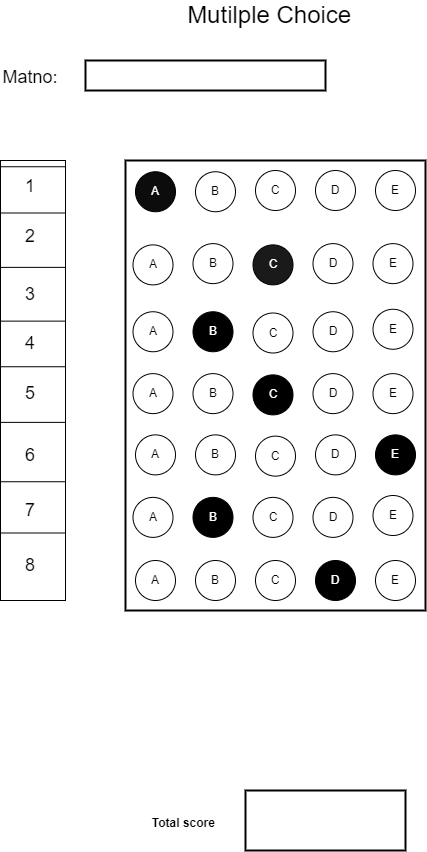 Mutilple Choice
Matno:
1 A B C D E
2
A B C D E
3
A B C D E
4
5 A B C D E
6 A B C D E
7 A B C D E
8
A B C D E
Total score